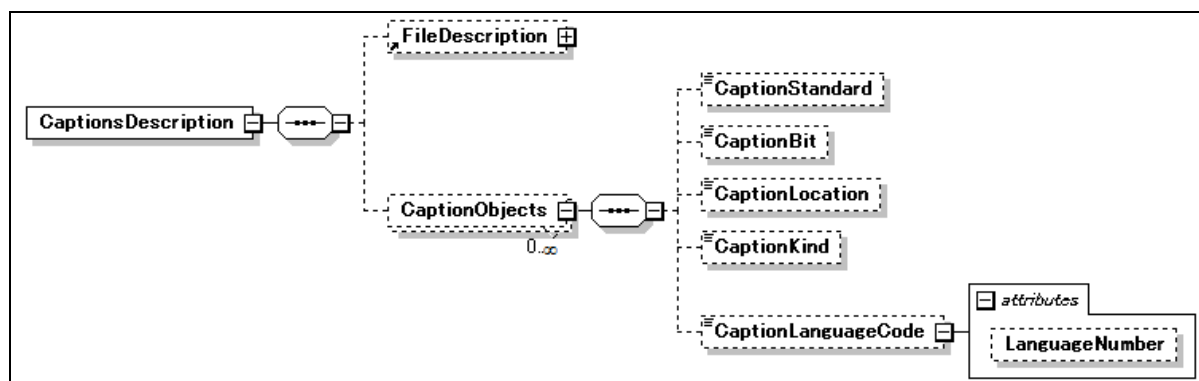 FileDescription
CaptionsDescription
CaptionStandard
CaptionBit
CaptionLocation
CaptionObjects
0..∞
CaptionKind
attributes
CaptionLanguageCode
LanguageNumber